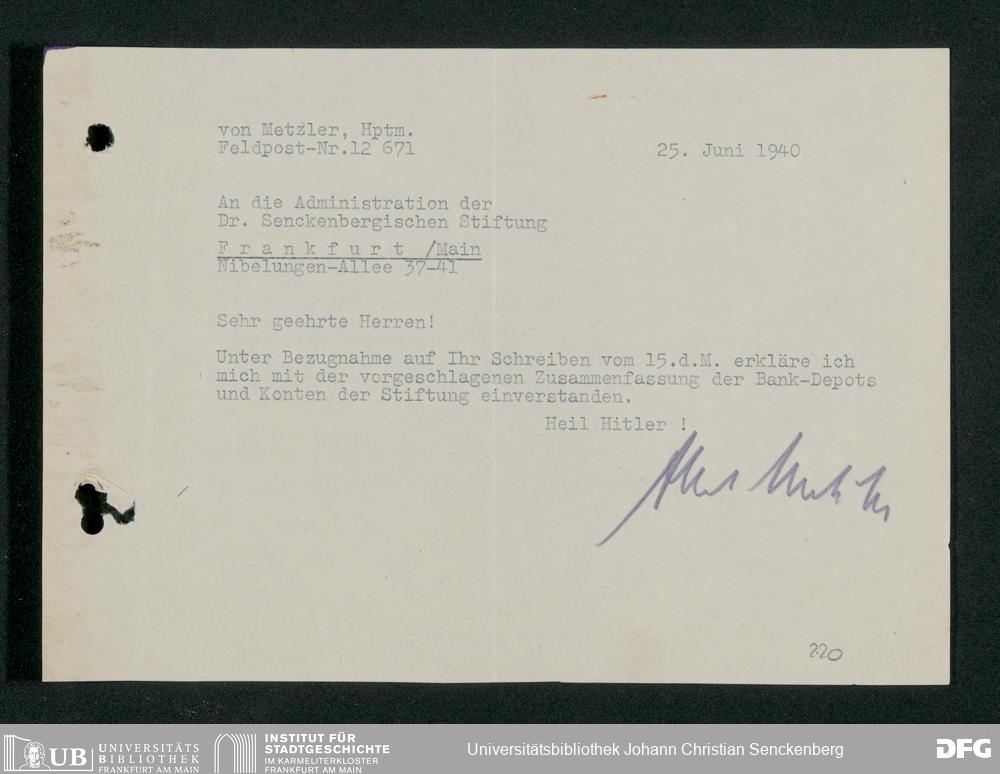 von Metzler, Hptm.
Feldpost-Nr.12 671
25. Juni 1940
An die Administration der
Dr. Senckenbergischen Stiftung
F r a n k f u r t /Main
Nibelungen-Allee 37-41
Sehr geehrte Herren!
Unter Bezugnahme auf Ihr Schreiben vom 15.d.M. erkläre ich
mich mit der vorgeschlagenen Zusammenfassung der Bank-Depots
und Konten der Stiftung einverstanden.
Heil Hitler !
220
UB UNIVERSITÄTS
BIBLIOTHEK
FRANKFURT AM MAIN
INSTITUT FÜR
STADTGESCHICHTE
IM KARMELITERKLOSTER
FRANKFURT AM MAIN
Universitätsbibliothek Johann Christian Senckenberg
DFG